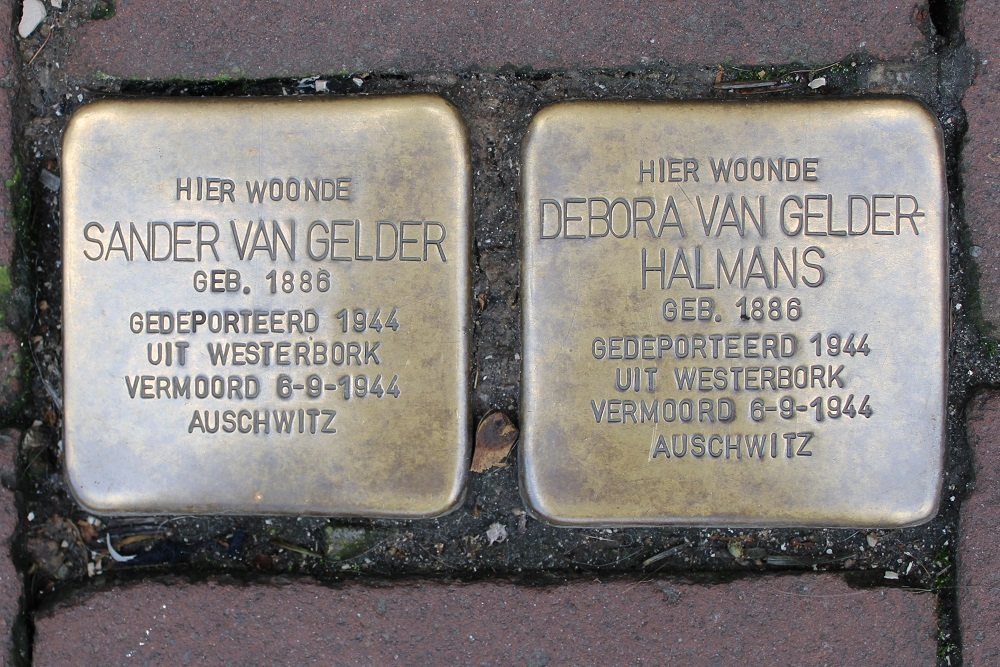 HIER WOONDE
SANDER VAN GELDER
GEB. 1886
GEDEPORTEERD 1944
UIT WESTERBORK
VERMOORD 6-9-1944
AUSCHWITZ
HIER WOONDE
DEBORA VAN GELDER-
HALMANS
GEB. 1886
GEDEPORTEERD 1944
UIT WESTERBORK
VERMOORD 6-9-1944
AUSCHWITZ